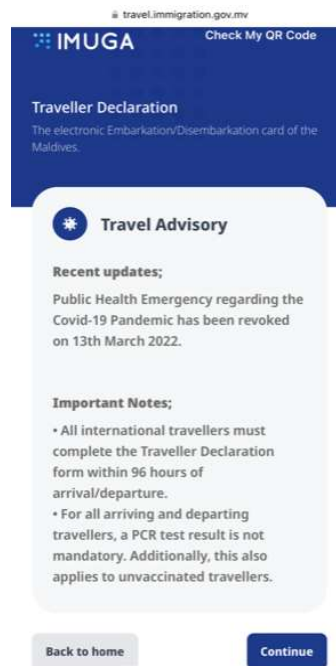 travel.immigration.gov.mv
IMUGA
Check My QR Code
Traveller Declaration
The electronic Embarkation/Disembarkation card of the
Maldives.
Travel Advisory
Recent updates;
Public Health Emergency regarding the
Covid-19 Pandemic has been revoked
on 13th March 2022.
Important Notes;
• All international travellers must
complete the Traveller Declaration
form within 96 hours of
arrival/departure.
• For all arriving and departing
travellers, a PCR test result is not
mandatory. Additionally, this also
applies to unvaccinated travellers.
Back to home
Continue